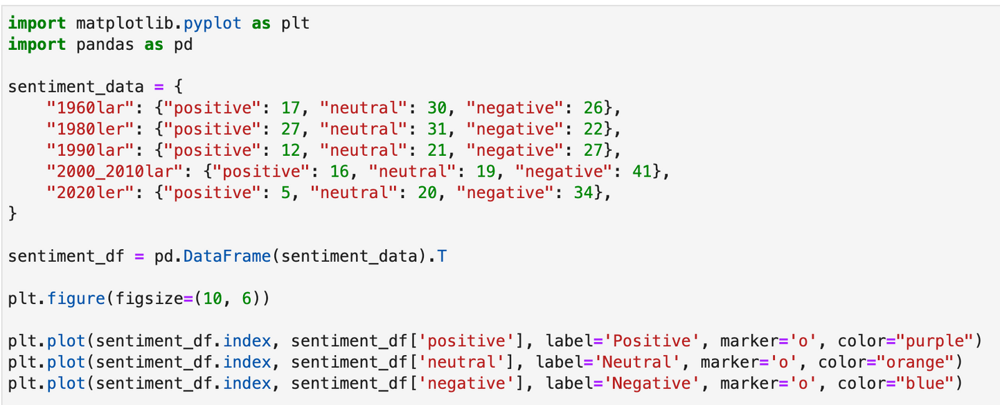 import matplotlib.pyplot as plt
import pandas as pd
sentiment_data = {
    "1960lar": {"positive": 17, "neutral": 30, "negative": 26},
    "1980ler": {"positive": 27, "neutral": 31, "negative": 22},
    "1990lar": {"positive": 12, "neutral": 21, "negative": 27},
    "2000_2010lar": {"positive": 16, "neutral": 19, "negative": 41},
    "2020ler": {"positive": 5, "neutral": 20, "negative": 34},
}
sentiment_df = pd.DataFrame(sentiment_data).T
plt.figure(figsize=(10, 6))
plt.plot(sentiment_df.index, sentiment_df['positive'], label='Positive', marker='o', color="purple")
plt.plot(sentiment_df.index, sentiment_df['neutral'], label='Neutral', marker='o', color="orange")
plt.plot(sentiment_df.index, sentiment_df['negative'], label='Negative', marker='o', color="blue")